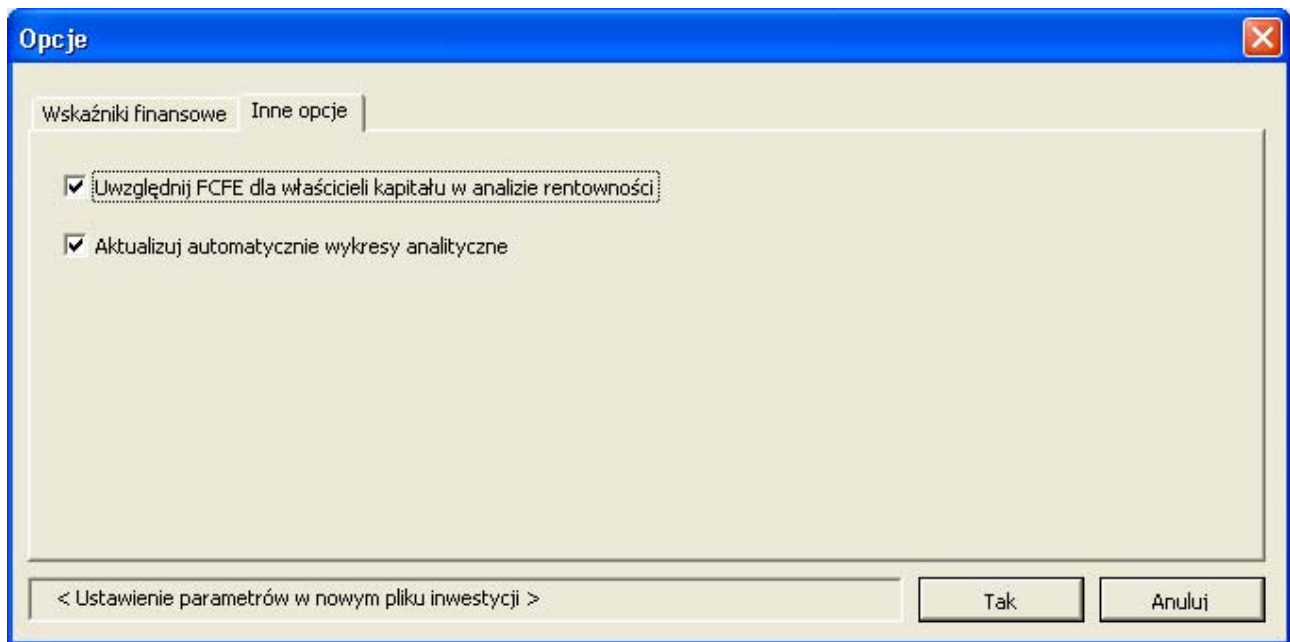 Opcje
Wskaźniki finansowe Inne opcje
Uwzględnij FCFE dla właścicieli kapitału w analizie rentowności
Aktualizuj automatycznie wykresy analityczne
< Ustawienie parametrów w nowym pliku inwestycji >
Tak Anuluj